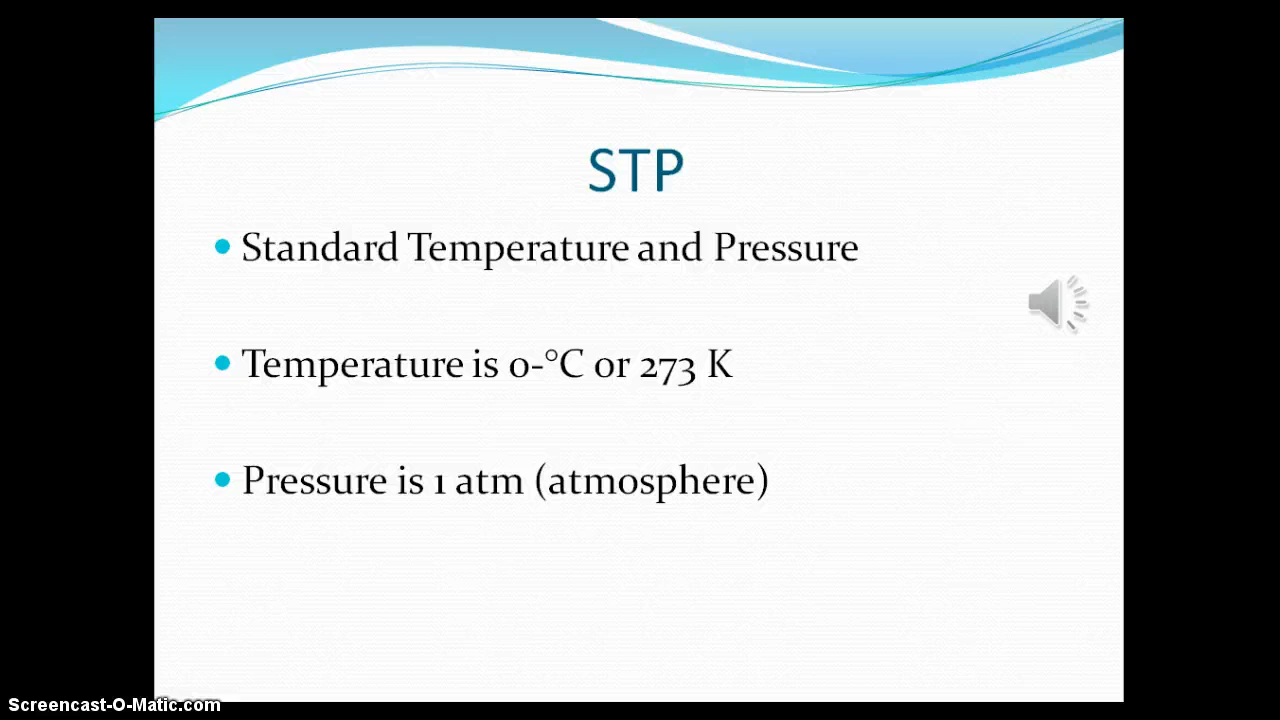 STP
• Standard Temperature and Pressure
• Temperature is 0-°C or 273 K
• Pressure is 1 atm (atmosphere)
Screencast-O-Matic.com